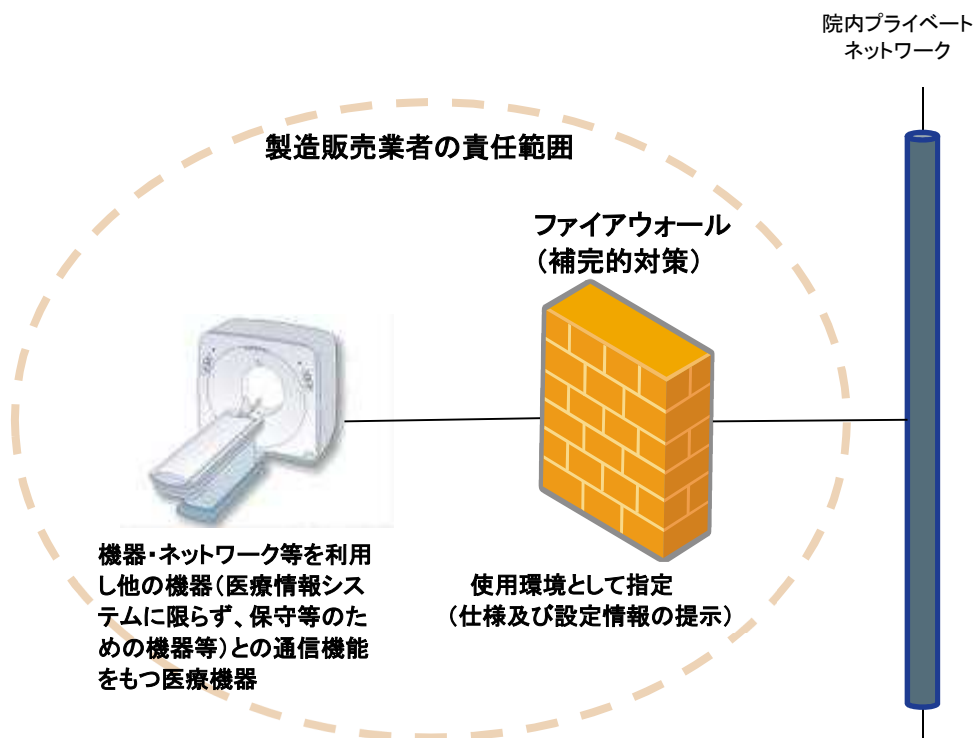 院内プライベート
ネットワーク
製造販売業者の責任範囲
ファイアウォール
（補完的対策）
機器・ネットワーク等を利用
し他の機器（医療情報シス
テムに限らず、保守等のた
めの機器等）との通信機能
をもつ医療機器
使用環境として指定
（仕様及び設定情報の提示）